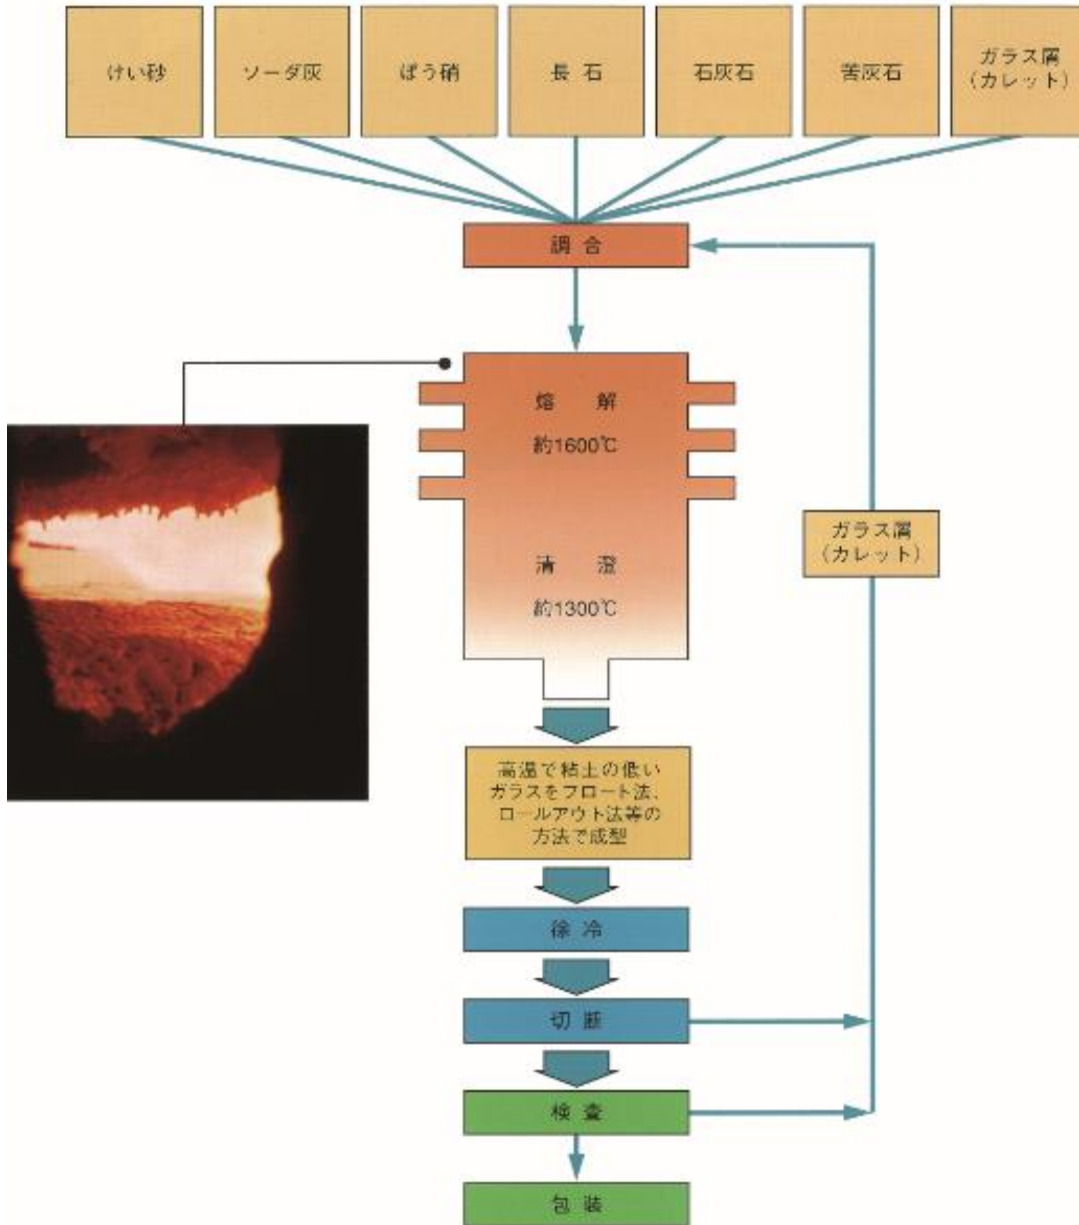 けい砂
ソーダ灰
ぼう硝
長石
石灰石
苦灰石
ガラス屑
（カレット）
調合
熔解
約1600℃
清澄
約1300℃
ガラス屑
（カレット）
高温で粘土の低い
ガラスをフロート法、
ロールアウト法等の
方法で成型
徐冷
切断
検査
包装